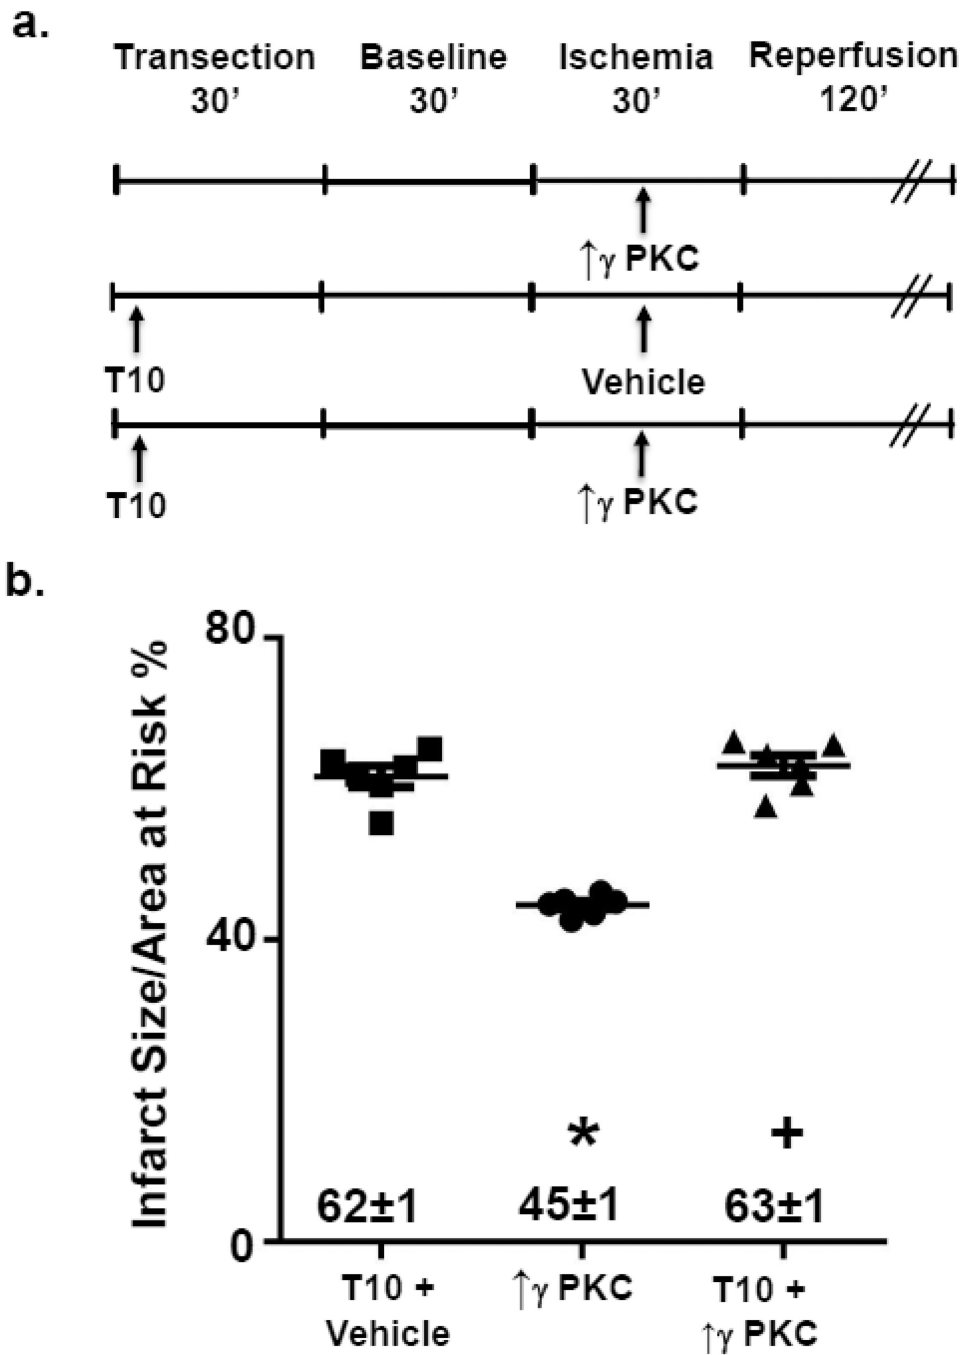 a.
Transection Baseline Ischemia Reperfusion
30’ 30’ 30’ 120’
↑γ PKC
T10 Vehicle
T10 ↑γ PKC
b.
Infarct Size/Area at Risk %
80
40
0
* +
62±1 45±1 63±1
T10 + ↑γ PKC T10 +
Vehicle ↑γ PKC